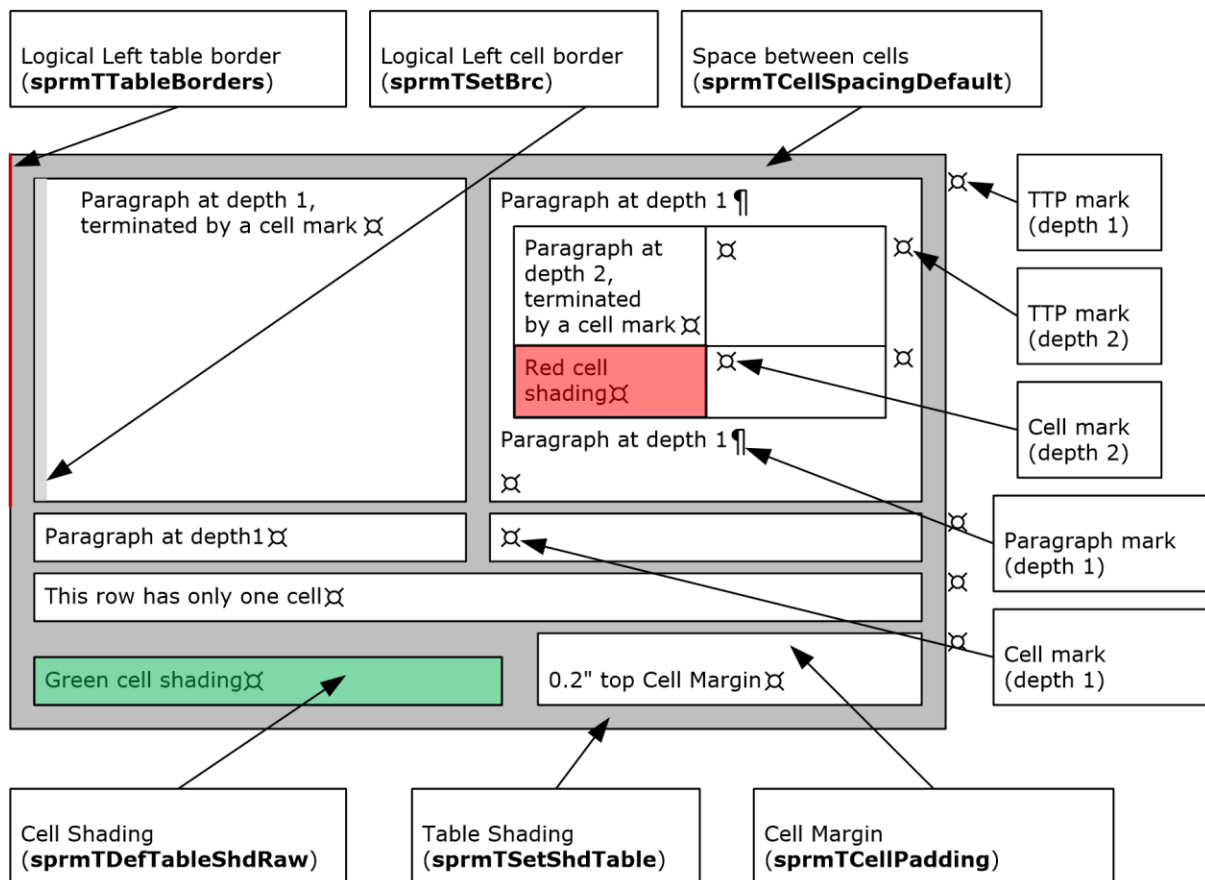 Logical Left table border
(sprmTTableBorders)
Logical Left cell border
(sprmTSetBrc)
Space between cells
(sprmTCellSpacingDefault)
Paragraph at depth 1,
terminated by a cell mark ¤
Paragraph at depth 1¶
Paragraph at
depth 2,
terminated
by a cell mark ¤
¤
¤
Red cell
shading¤
¤
¤
Paragraph at depth 1¶
¤
¤
TTP mark
(depth 1)
TTP mark
(depth 2)
Cell mark
(depth 2)
Paragraph at depth1¤
¤
¤
Paragraph mark
(depth 1)
This row has only one cell¤
¤
Green cell shading¤
0.2" top Cell Margin¤
¤
Cell mark
(depth 1)
Cell Shading
(sprmTDefTableShdRaw)
Table Shading
(sprmTSetShdTable)
Cell Margin
(sprmTCellPadding)